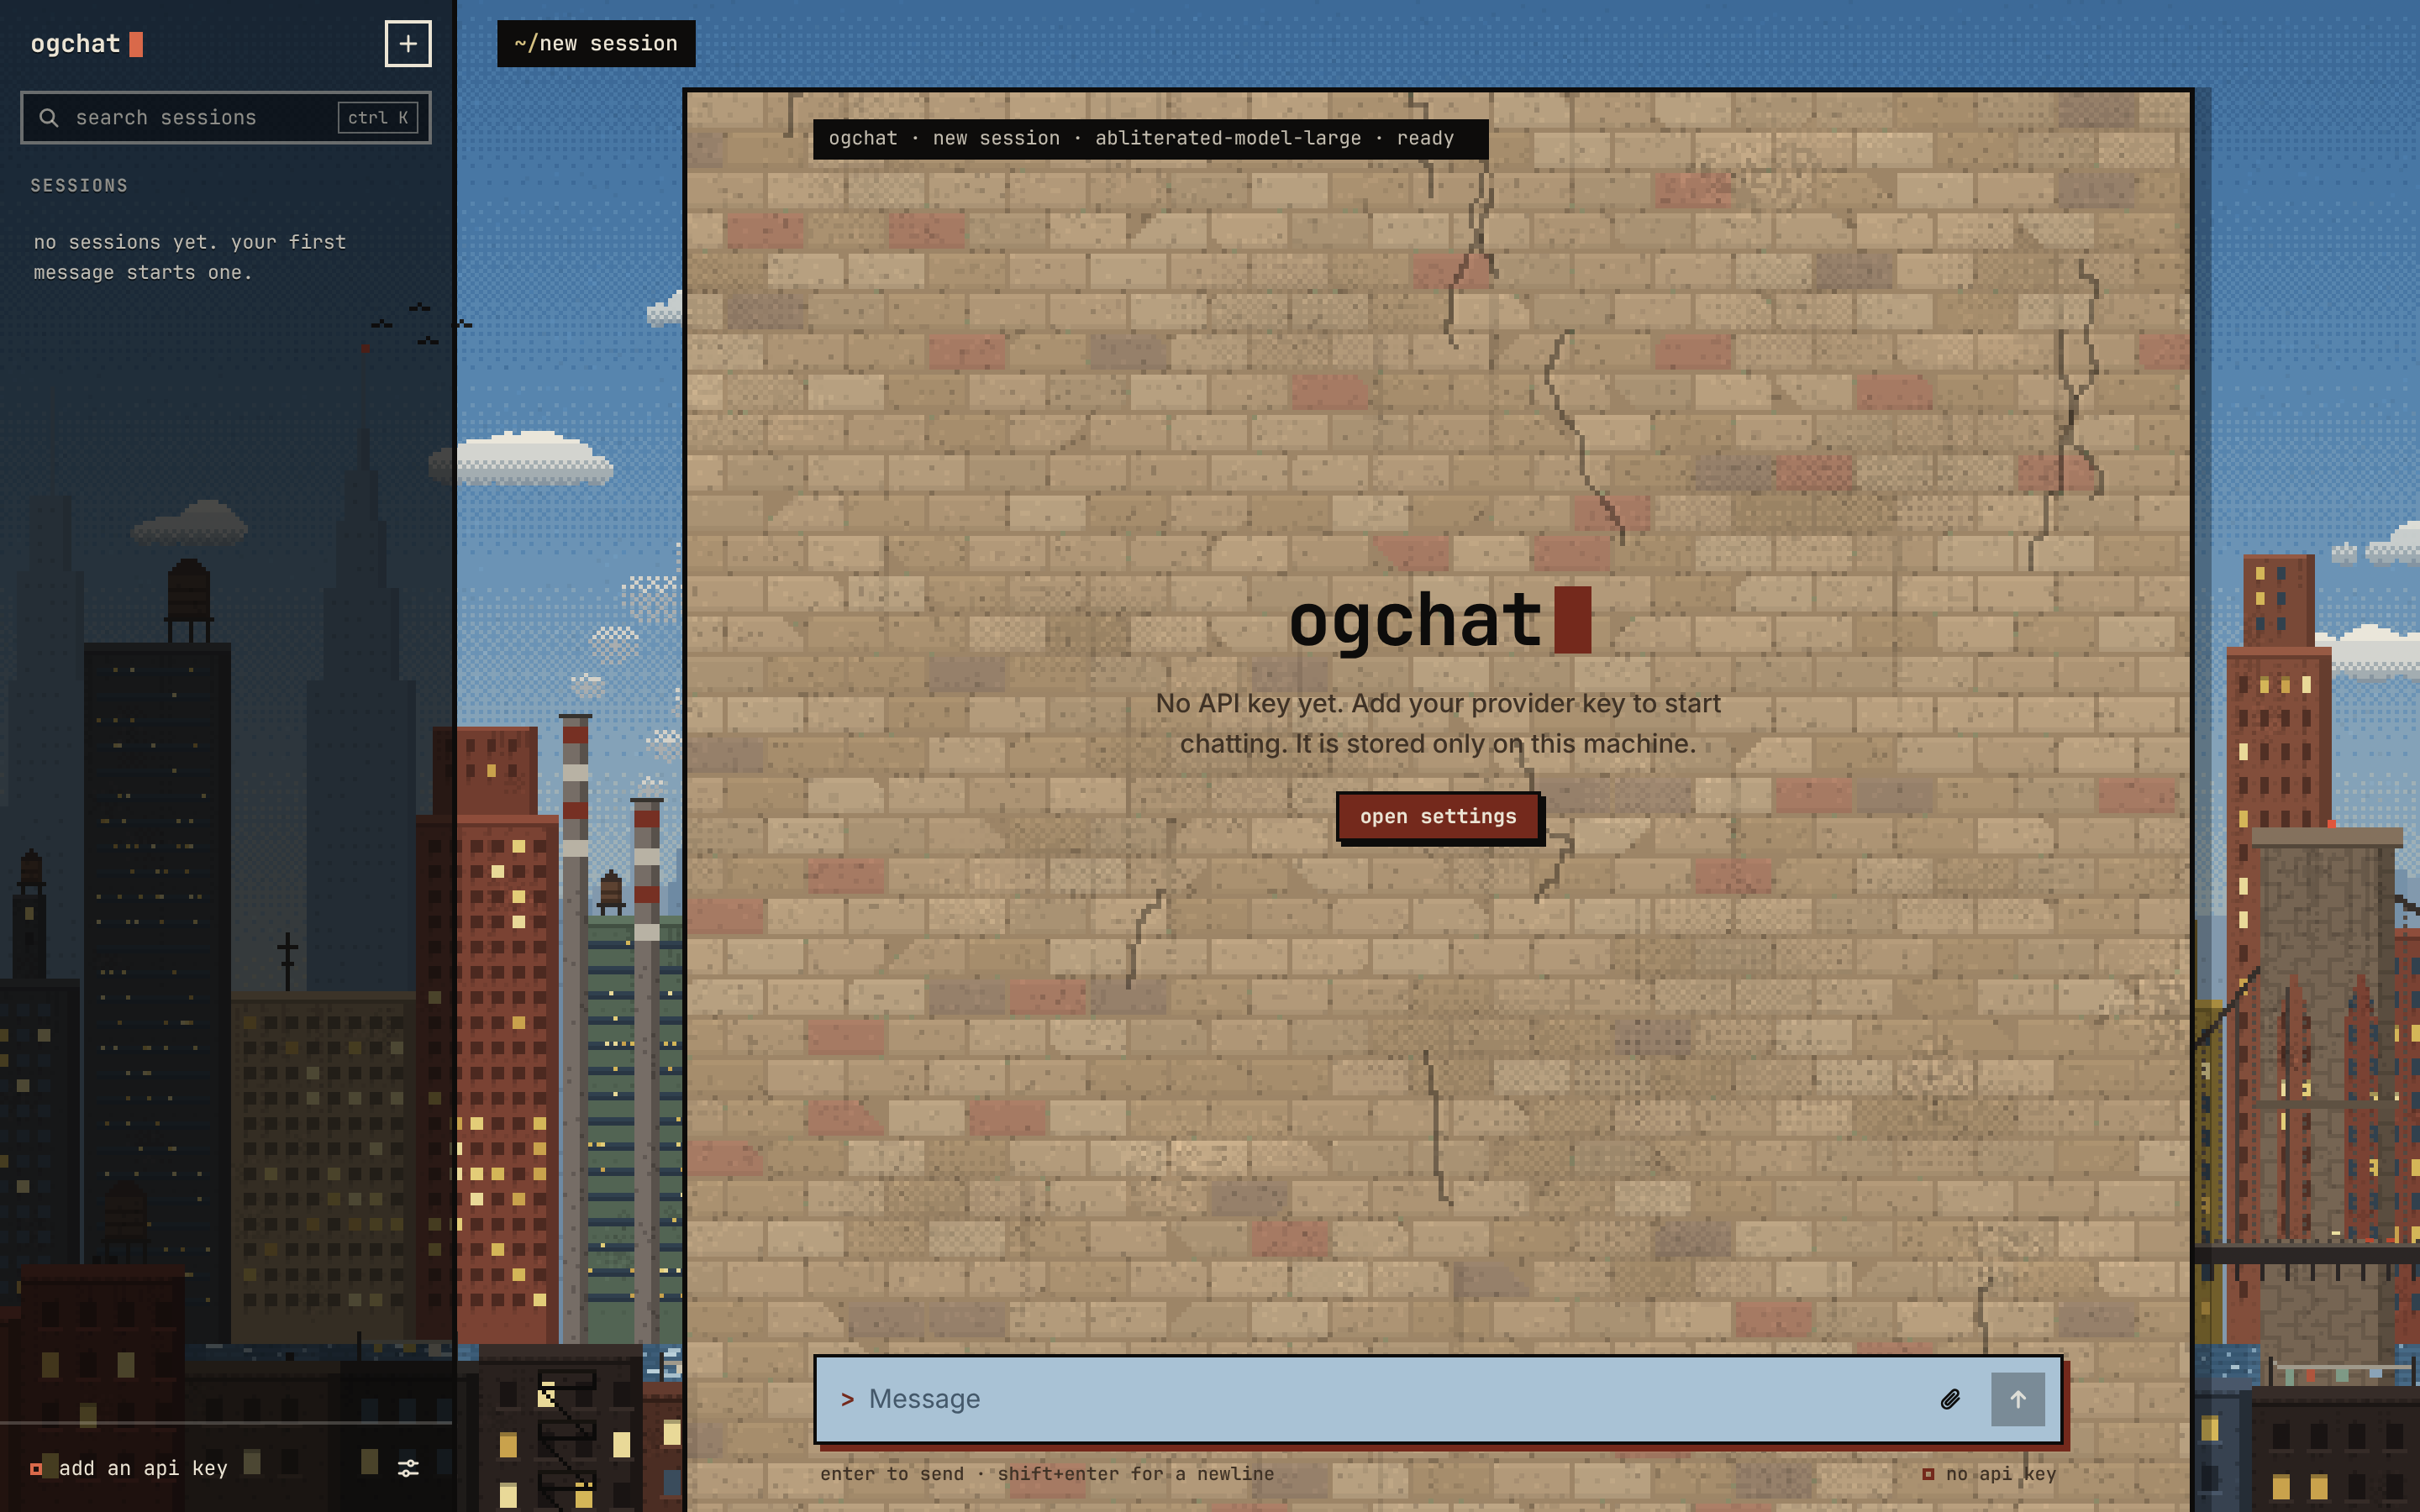 ogchat
+
search sessions ctrl K
SESSIONS
no sessions yet. your first
message starts one.
add an api key
~/new session
ogchat · new session · abliterated-model-large · ready
ogchat
No API key yet. Add your provider key to start
chatting. It is stored only on this machine.
open settings
> Message
enter to send · shift+enter for a newline
no api key